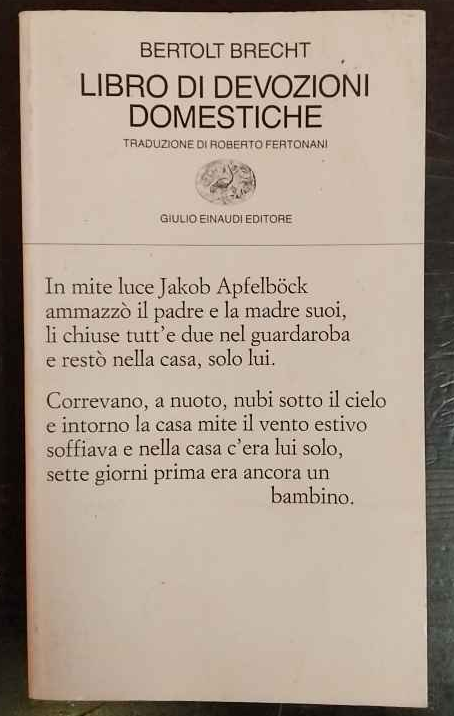 BERTOLT BRECHT
LIBRO DI DEVOZIONI
DOMESTICHE
TRADUZIONE DI ROBERTO FERTONANI
GIULIO EINAUDI EDITORE
In mite luce Jakob Apfelböck
ammazzò il padre e la madre suoi,
li chiuse tutt'e due nel guardaroba
e restò nella casa, solo lui.
Correvano, a nuoto, nubi sotto il cielo
e intorno la casa mite il vento estivo
soffiava e nella casa c'era lui solo,
sette giorni prima era ancora un
bambino.